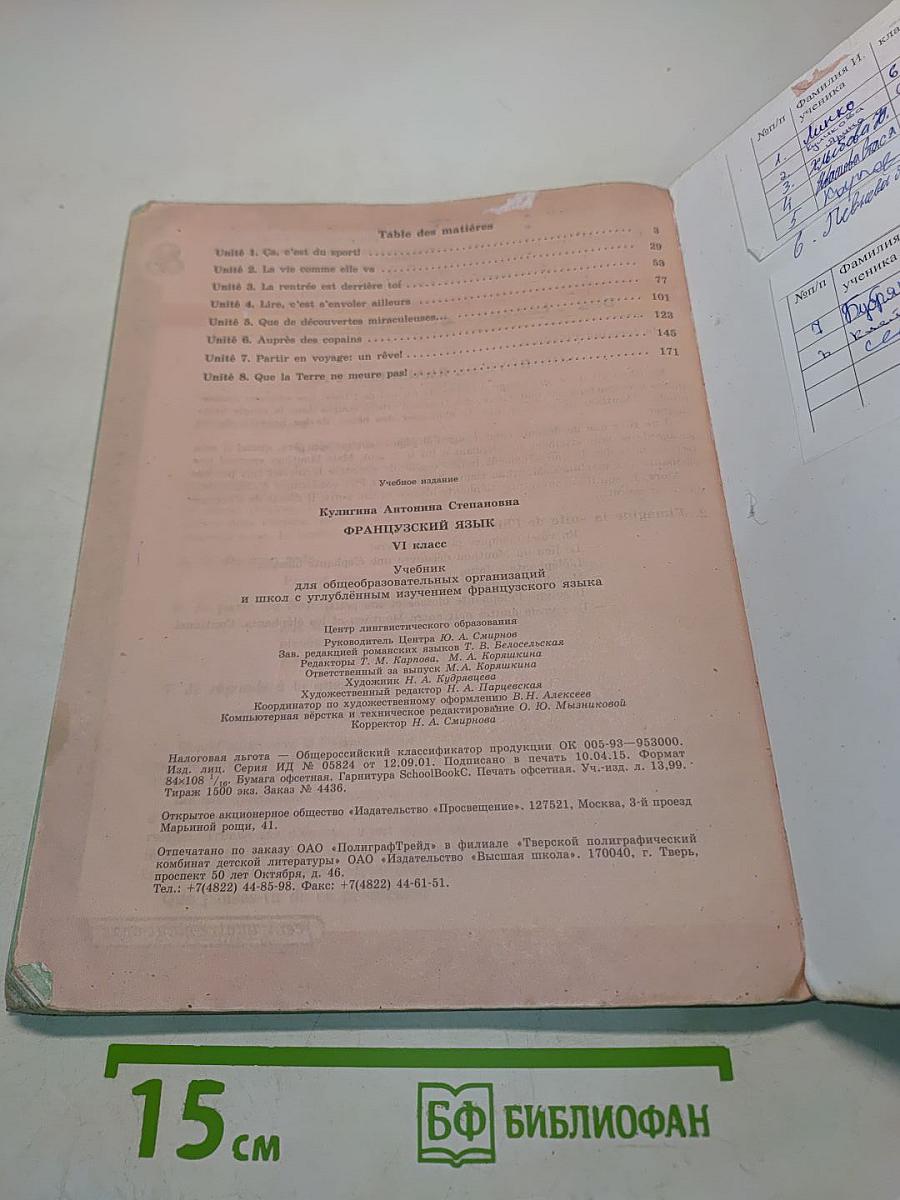 Table des matières
Unité 1. Ça, c'est du sport! 3
Unité 2. La vie comme elle va 29
Unité 3. La rentrée est derrière toi 53
Unité 4. Lire, c'est s'envoler ailleurs 77
Unité 5. Que de découvertes miraculeuses... 101
Unité 6. Auprès des copains 123
Unité 7. Partir en voyage: un rêve! 145
Unité 8. Que la Terre ne meure pas! 171
Учебное издание
Кулигина Антонина Степановна
ФРАНЦУЗСКИЙ ЯЗЫК
VI класс
Учебник
для общеобразовательных организаций
и школ с углублённым изучением французского языка
Центр лингвистического образования
Руководитель Центра Ю. А. Смирнов
Зав. редакцией романских языков Т. В. Белосельская
Редакторы Т. М. Карпова, М. А. Коряшкина
Ответственный за выпуск М.А. Коряшкина
Художник Н. А. Кудрявцева
Художественный редактор Н. А. Парцевская
Координатор по художественному оформлению В. Н. Алексеев
Компьютерная вёрстка и техническое редактирование О. Ю. Мызниковой
Корректор Н. А. Смирнова
Налоговая льгота — Общероссийский классификатор продукции ОК 005-93—953000.
Изд. лиц. Серия ИД № 05824 от 12.09.01. Подписано в печать 10.04.15. Формат
84×108 1/16. Бумага офсетная. Гарнитура SchoolBookC. Печать офсетная. Уч.-изд. л. 13,99.
Тираж 1500 экз. Заказ № 4436.
Открытое акционерное общество «Издательство «Просвещение». 127521, Москва, 3-й проезд
Марьиной рощи, 41.
Отпечатано по заказу ОАО «ПолиграфТрейд» в филиале «Тверской полиграфический
комбинат детской литературы» ОАО «Издательство «Высшая школа». 170040, г. Тверь,
проспект 50 лет Октября, д. 46.
Тел.: +7(4822) 44-85-98. Факс: +7(4822) 44-61-51.
№п/п Фамилия И. ученика
1. Линко
2.
3.
4
5
6.
№п/п Фамилия ученика
15 см
БФ БИБЛИОФАН